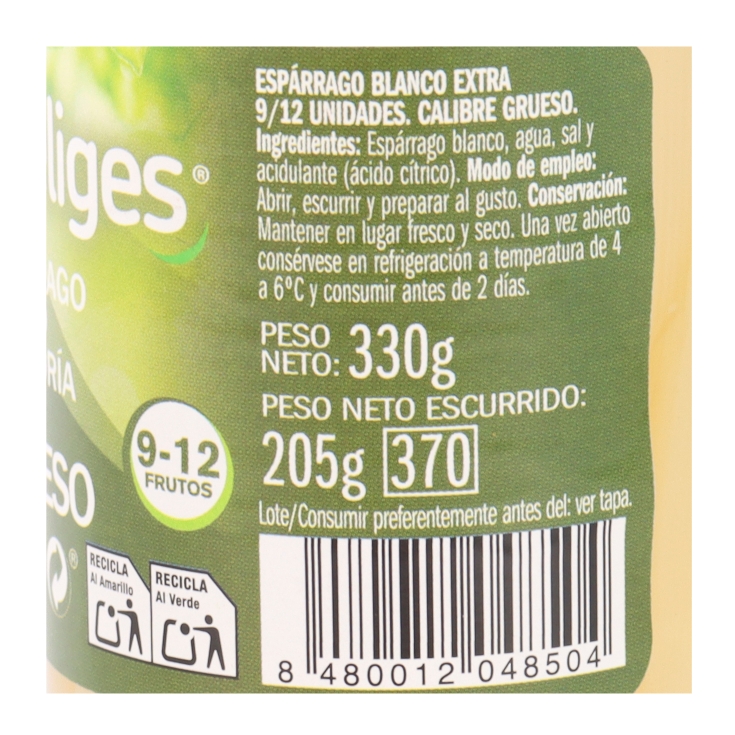 liges®
AGO
RÍA
ESO
9-12
FRUTOS
®
RECICLA
Al Amarillo
RECICLA
Al Verde
ESPÁRRAGO BLANCO EXTRA
9/12 UNIDADES. CALIBRE GRUESO.
Ingredientes: Espárrago blanco, agua, sal y
acidulante (ácido cítrico). Modo de empleo:
Abrir, escurrir y preparar al gusto. Conservación:
Mantener en lugar fresco y seco. Una vez abierto
consérvese en refrigeración a temperatura de 4
a 6ºC y consumir antes de 2 días.
PESO
NETO: 330g
PESO NETO ESCURRIDO:
205g 370
Lote/Consumir preferentemente antes del: ver tapa.
8 480012 048504